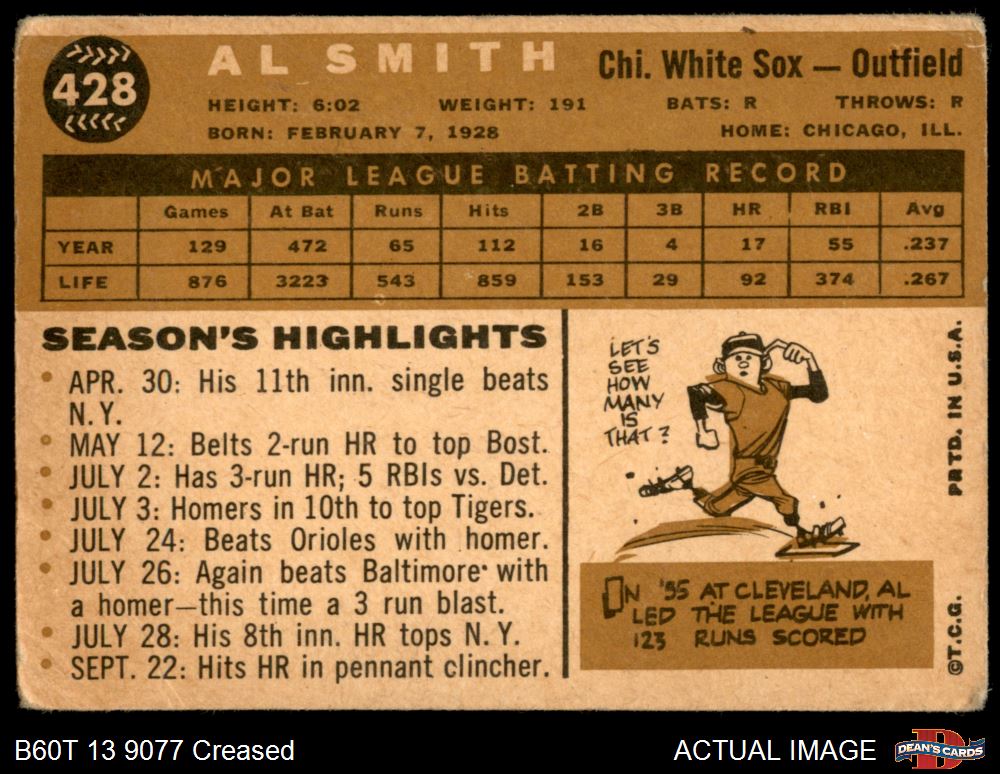 428
AL SMITH
Chi. White Sox — Outfield
HEIGHT: 6:02 WEIGHT: 191 BATS: R THROWS: R
BORN: FEBRUARY 7, 1928 HOME: CHICAGO, ILL.
MAJOR LEAGUE BATTING RECORD
Games At Bat Runs Hits 2B 3B HR RBI Avg
YEAR 129 472 65 112 16 4 17 55 .237
LIFE 876 3223 543 859 153 29 92 374 .267
SEASON'S HIGHLIGHTS
• APR. 30: His 11th inn. single beats
N.Y.
• MAY 12: Belts 2-run HR to top Bost.
• JULY 2: Has 3-run HR; 5 RBIs vs. Det.
• JULY 3: Homers in 10th to top Tigers.
• JULY 24: Beats Orioles with homer.
• JULY 26: Again beats Baltimore with
a homer—this time a 3 run blast.
• JULY 28: His 8th inn. HR tops N.Y.
• SEPT. 22: Hits HR in pennant clincher.
LET'S
SEE
HOW
MANY
IS
THAT?
ON '55 AT CLEVELAND, AL
LED THE LEAGUE WITH
123 RUNS SCORED
PRTD. IN U.S.A.
©T.C.G.
B60T 13 9077 Creased
ACTUAL IMAGE
D
DEAN'S CARDS